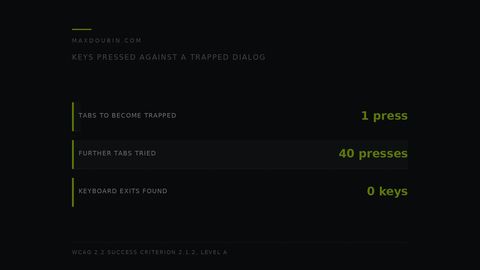 MAXDOURIN.COM
KEYS PRESSED AGAINST A TRAPPED DIALOG
TABS TO BECOME TRAPPED
1 press
FURTHER TABS TRIED
40 presses
KEYBOARD EXITS FOUND
0 keys
WCAG 2.2 SUCCESS CRITERION 2.1.2, LEVEL A